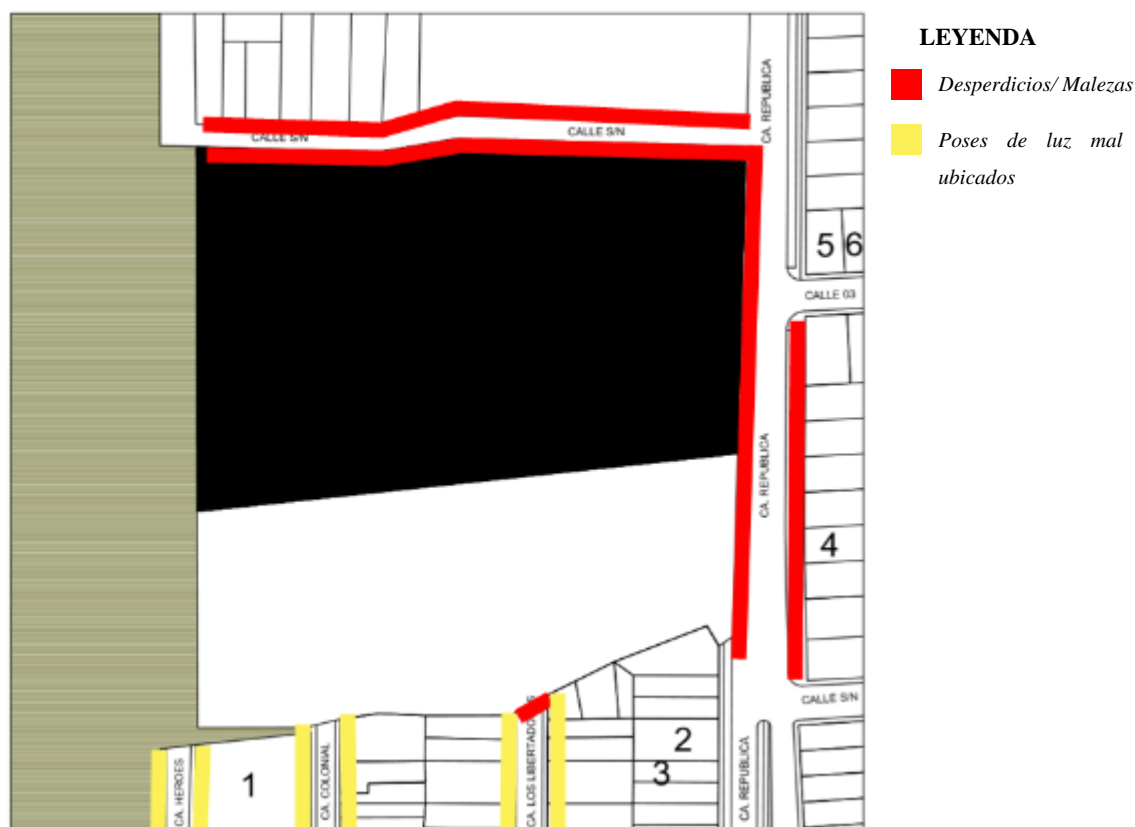 LEYENDA
Desperdicios/ Malezas
Poses de luz mal
ubicados
CA. REPUBLICA
CALLE S/N
CALLE S/N
5
6
CALLE 03
CA. REPUBLICA
4
CALLE S/N
CA. HEROES
1
CA. COLONIAL
CA. LOS
2
3
CA. REPUBLICA